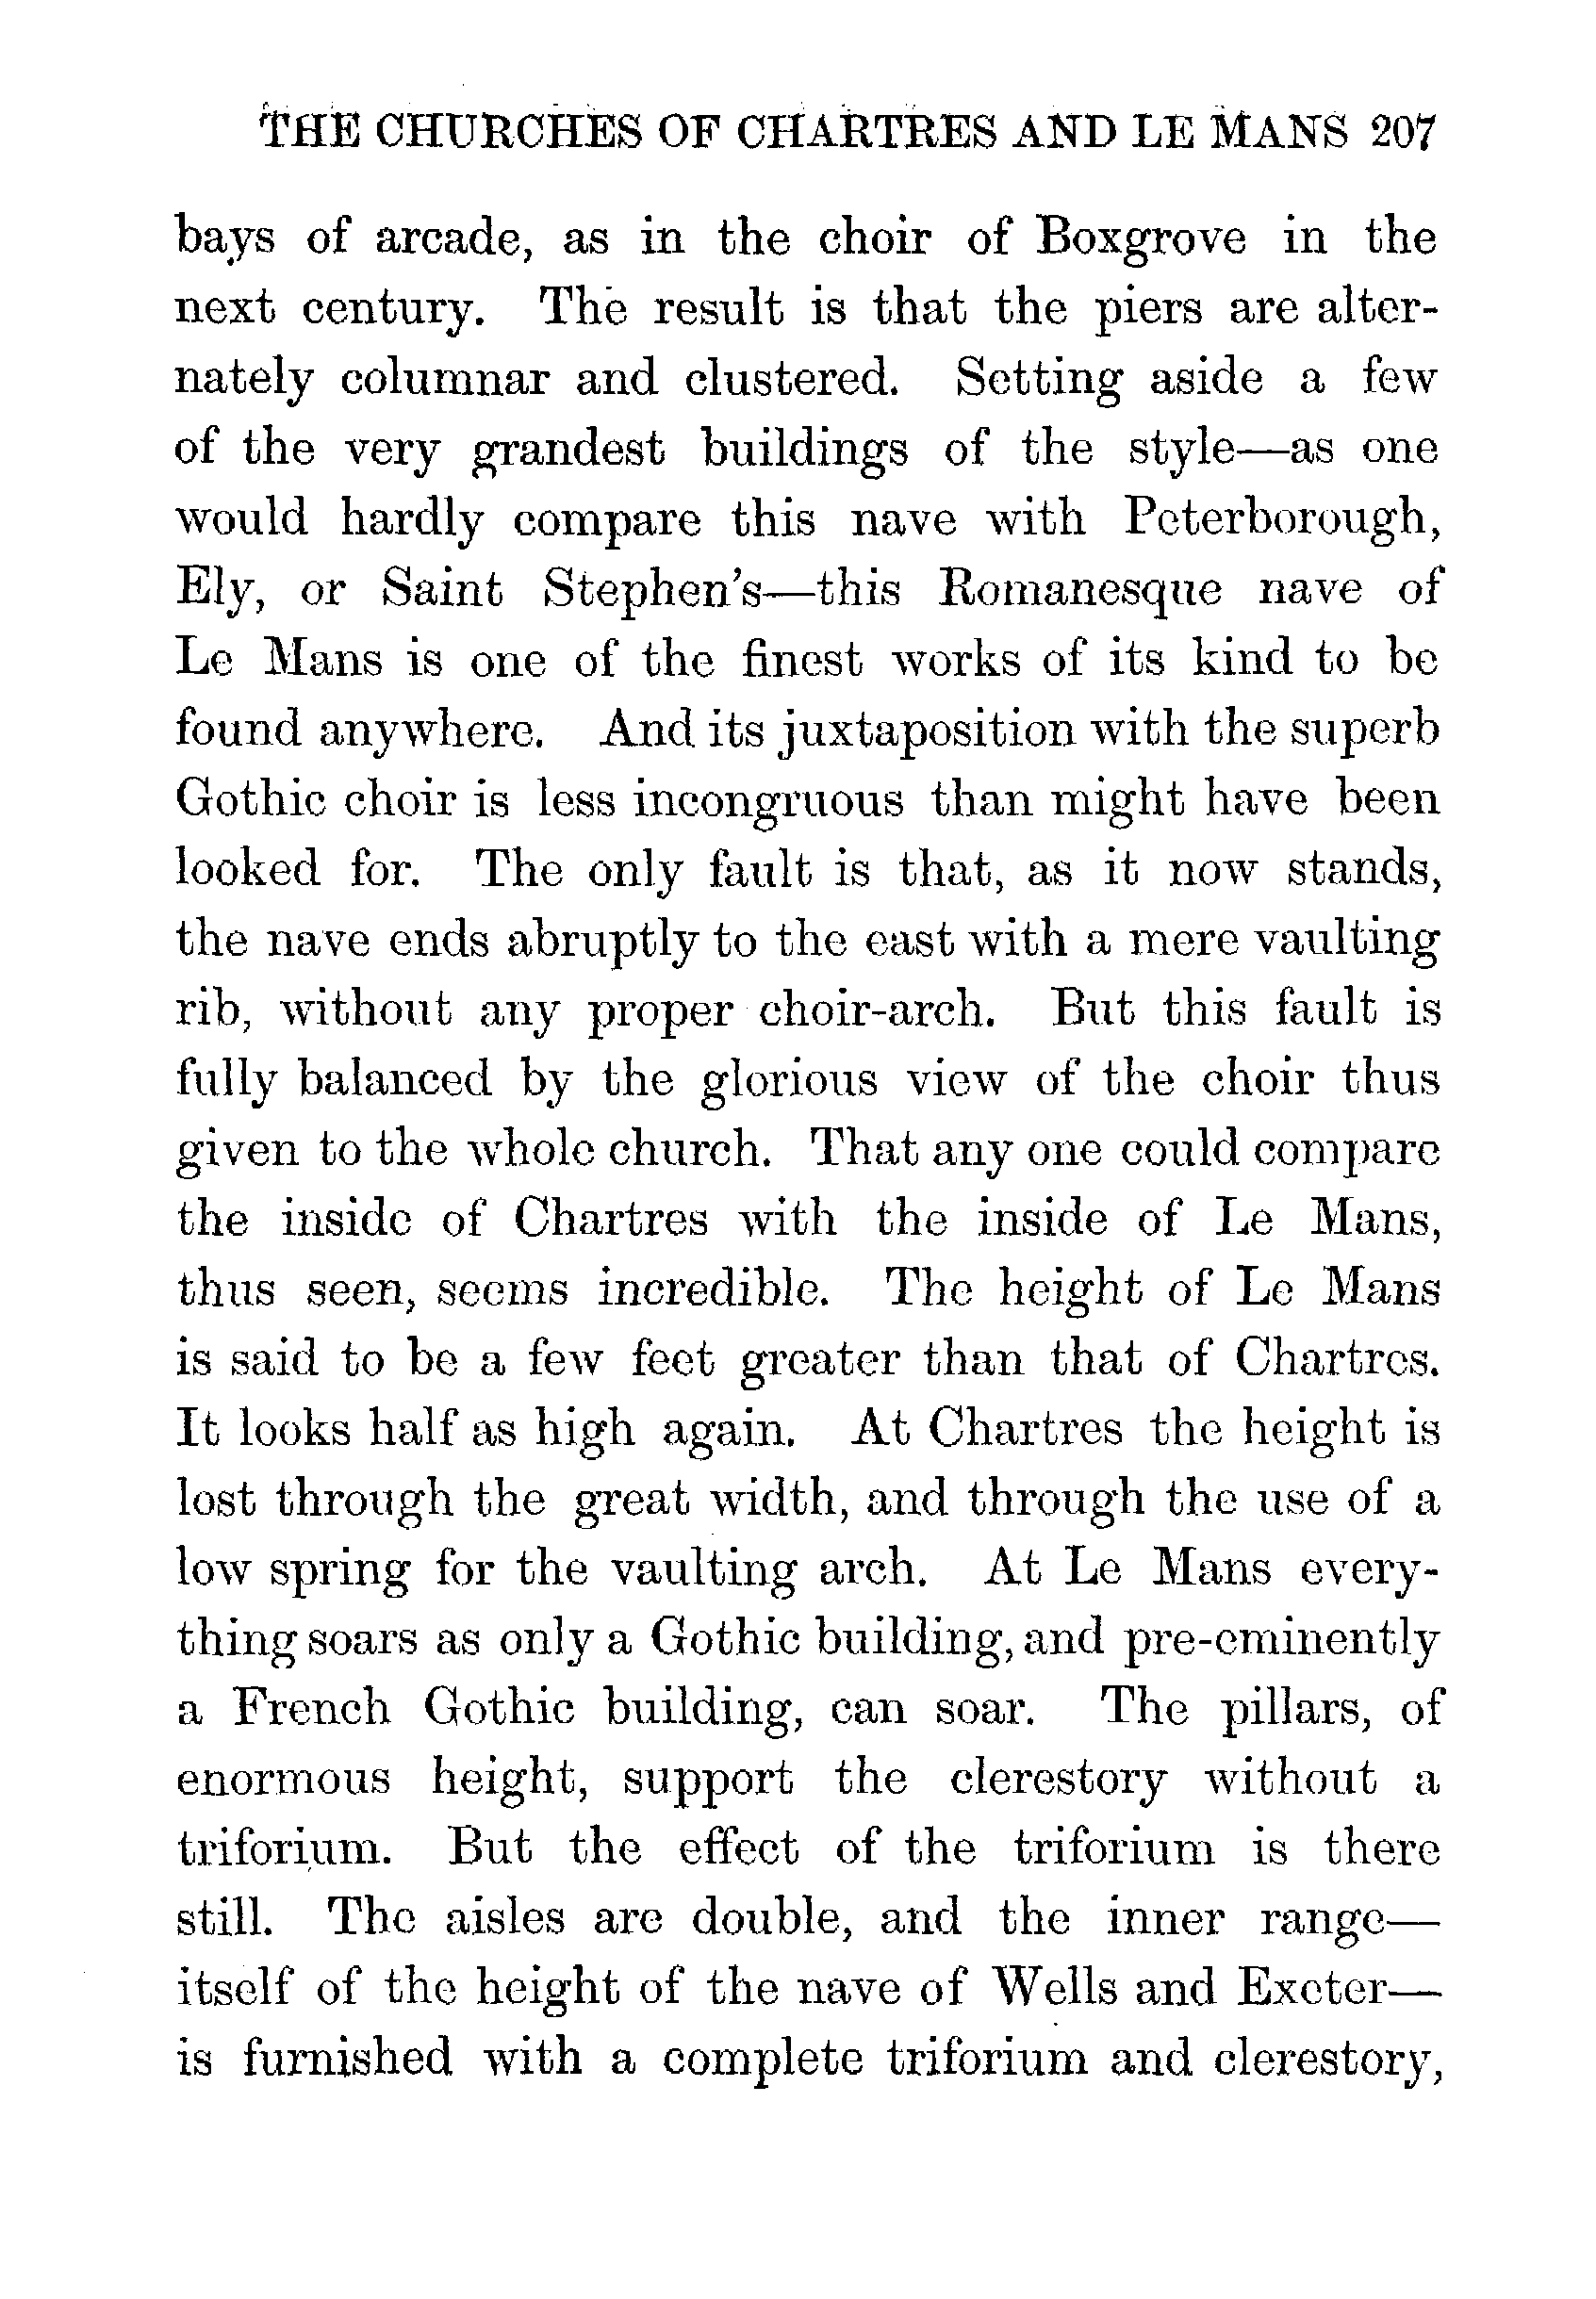 THE CHURCHES OF CHARTRES AND LE MANS 207
bays of arcade, as in the choir of Boxgrove in the
next century. The result is that the piers are alter-
nately columnar and clustered. Setting aside a few
of the very grandest buildings of the style—as one
would hardly compare this nave with Peterborough,
Ely, or Saint Stephen's—this Romanesque nave of
Le Mans is one of the finest works of its kind to be
found anywhere. And its juxtaposition with the superb
Gothic choir is less incongruous than might have been
looked for. The only fault is that, as it now stands,
the nave ends abruptly to the east with a mere vaulting
rib, without any proper choir-arch. But this fault is
fully balanced by the glorious view of the choir thus
given to the whole church. That any one could compare
the inside of Chartres with the inside of Le Mans,
thus seen, seems incredible. The height of Le Mans
is said to be a few feet greater than that of Chartres.
It looks half as high again. At Chartres the height is
lost through the great width, and through the use of a
low spring for the vaulting arch. At Le Mans every-
thing soars as only a Gothic building, and pre-eminently
a French Gothic building, can soar. The pillars, of
enormous height, support the clerestory without a
triforium. But the effect of the triforium is there
still. The aisles are double, and the inner range—
itself of the height of the nave of Wells and Exeter—
is furnished with a complete triforium and clerestory,